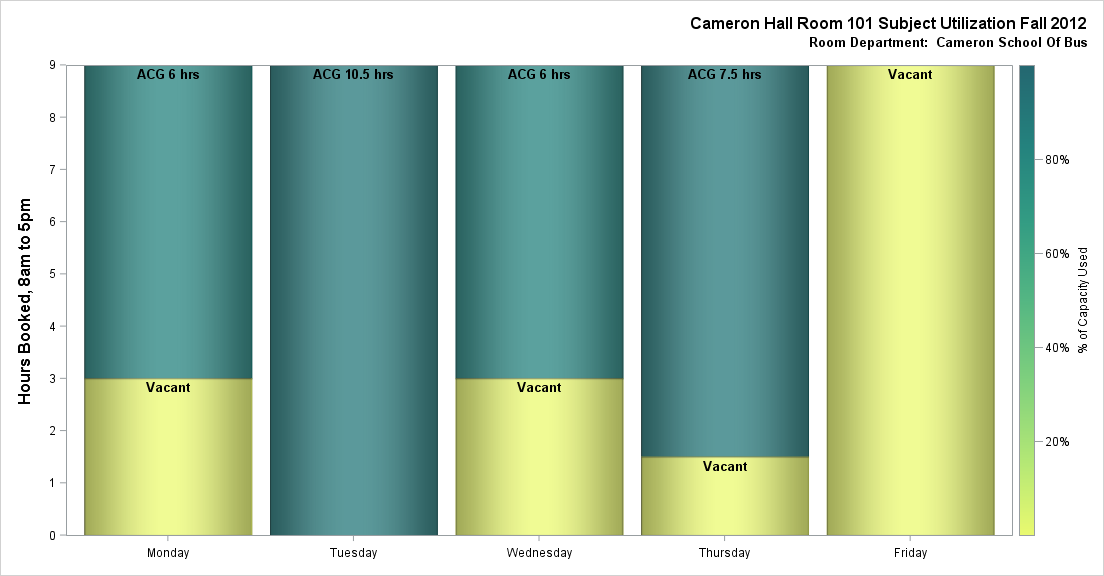 Cameron Hall Room 101 Subject Utilization Fall 2012
Room Department:  Cameron School Of Bus
Hours Booked, 8am to 5pm
9
8
7
6
5
4
3
2
1
0
ACG 6 hrs
Vacant
ACG 10.5 hrs
ACG 6 hrs
Vacant
ACG 7.5 hrs
Vacant
Vacant
Monday
Tuesday
Wednesday
Thursday
Friday
80%
60%
40%
20%
% of Capacity Used